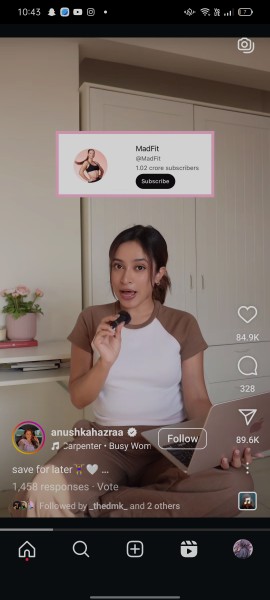 10:43
MadFit
@MadFit
1.02 crore subscribers
Subscribe
84.9K
328
89.6K
anushkahazraa
Carpenter • Busy Wom
Follow
save for later 🎀🤍 ...
1,458 responses · Vote
Followed by _thedmk_ and 2 others